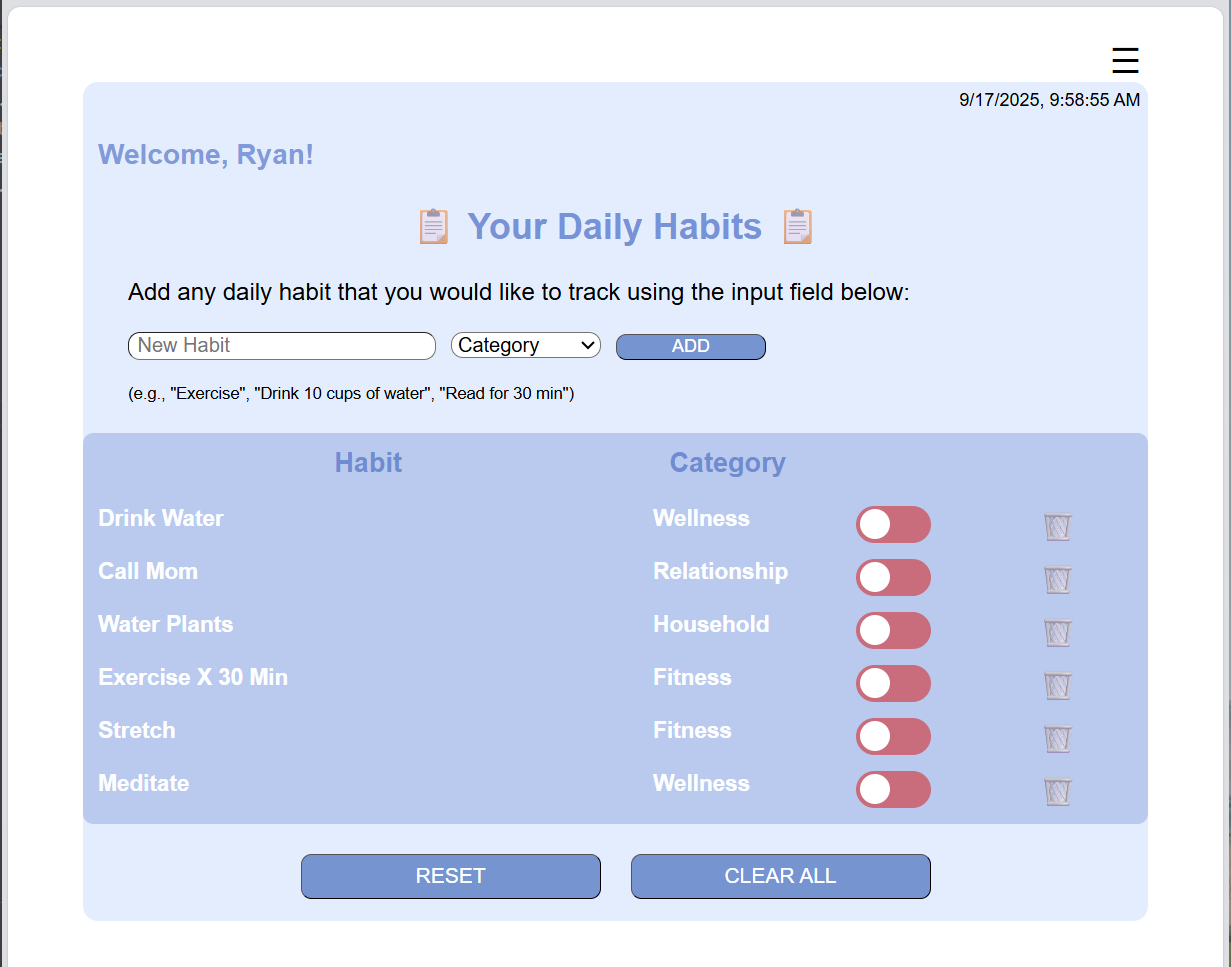 9/17/2025, 9:58:55 AM
Welcome, Ryan!
Your Daily Habits
Add any daily habit that you would like to track using the input field below:
New Habit Category ADD
(e.g., "Exercise", "Drink 10 cups of water", "Read for 30 min")
Habit Category
Drink Water Wellness
Call Mom Relationship
Water Plants Household
Exercise X 30 Min Fitness
Stretch Fitness
Meditate Wellness
RESET CLEAR ALL